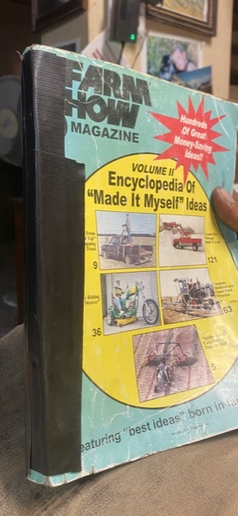 FARM
HOW
MAGAZINE
Hundreds
Of Great
Money-Saving
Ideas!!
VOLUME II
Encyclopedia Of
"Made It Myself" Ideas
9
121
36
63
5
eaturing "best ideas" born in fa